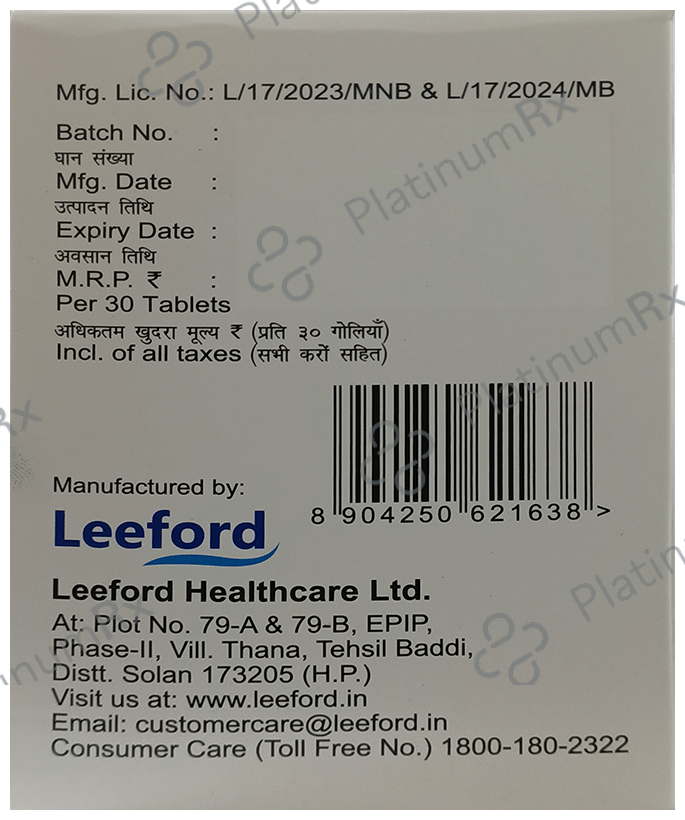 Mfg. Lic. No.: L/17/2023/MNB & L/17/2024/MB
Batch No. :
घान संख्या
Mfg. Date :
उत्पादन तिथि
Expiry Date :
अवसान तिथि
M.R.P. ₹ :
Per 30 Tablets
अधिकतम खुदरा मूल्य ₹ (प्रति ३० गोलियाँ)
Incl. of all taxes (सभी करों सहित)
8 904250 621638 >
Manufactured by:
Leeford
Leeford Healthcare Ltd.
At: Plot No. 79-A & 79-B, EPIP,
Phase-II, Vill. Thana, Tehsil Baddi,
Distt. Solan 173205 (H.P.)
Visit us at: www.leeford.in
Email: customercare@leeford.in
Consumer Care (Toll Free No.) 1800-180-2322
PlatinumRx
PlatinumRx